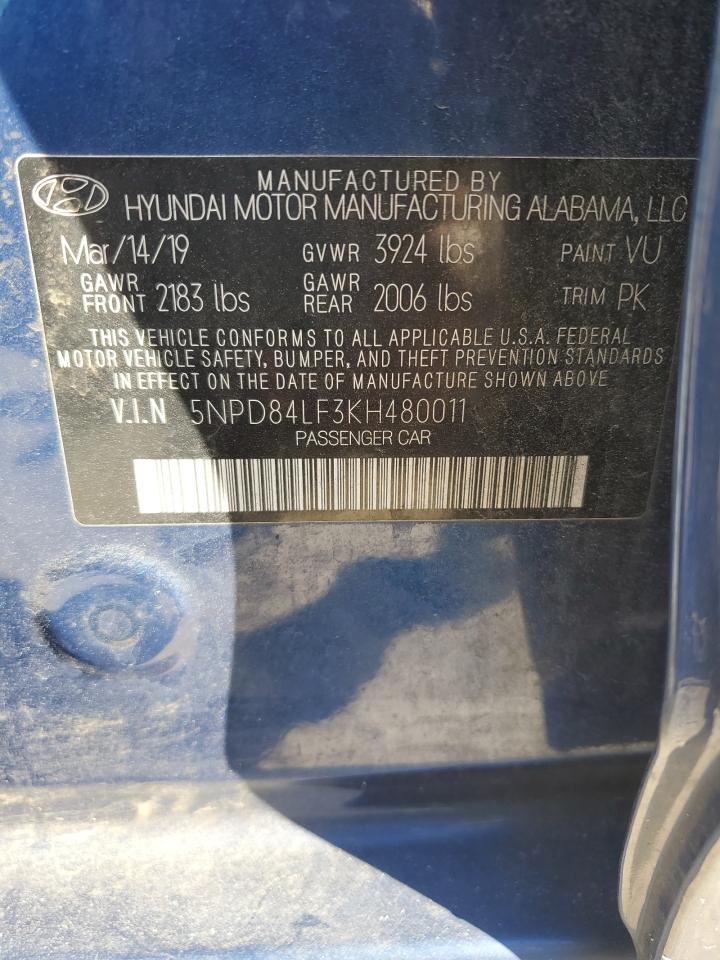 MANUFACTURED BY
HYUNDAI MOTOR MANUFACTURING ALABAMA, LLC
Mar/14/19 GVWR 3924 lbs PAINT VU
GAWR FRONT 2183 lbs GAWR REAR 2006 lbs TRIM PK
THIS VEHICLE CONFORMS TO ALL APPLICABLE U.S.A. FEDERAL
MOTOR VEHICLE SAFETY, BUMPER, AND THEFT PREVENTION STANDARDS
IN EFFECT ON THE DATE OF MANUFACTURE SHOWN ABOVE
V.I.N 5NPD84LF3KH480011
PASSENGER CAR